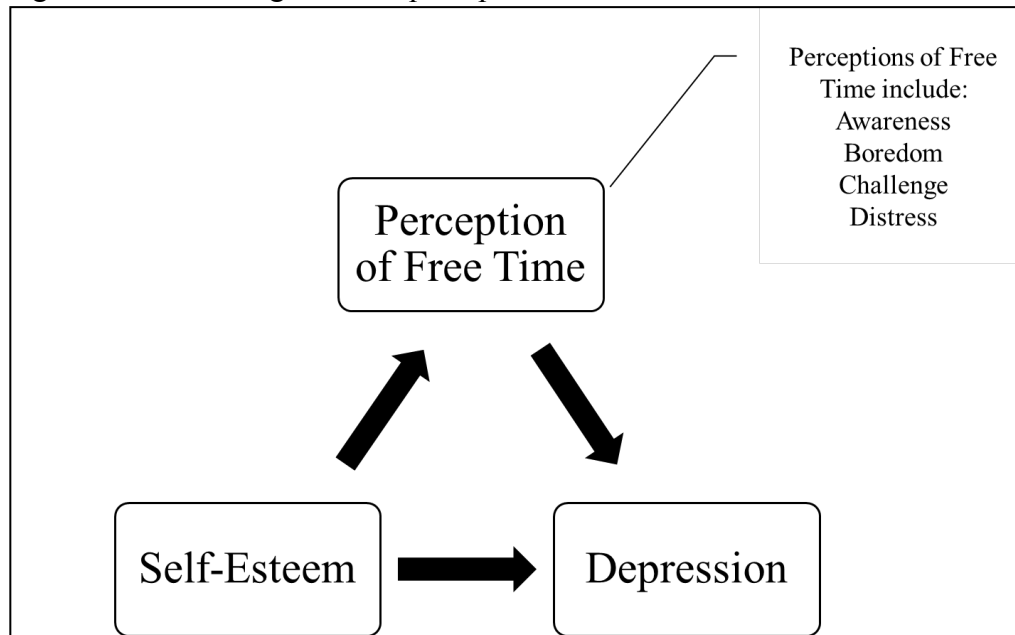 Perceptions of Free
Time include:
Awareness
Boredom
Challenge
Distress
Perception
of Free Time
Self-Esteem
Depression